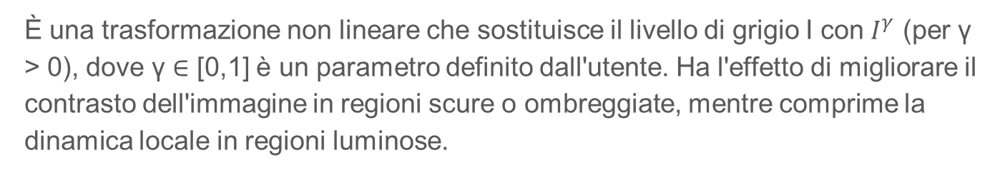 È una trasformazione non lineare che sostituisce il livello di grigio I con 𝐼^𝛾 (per γ
> 0), dove γ ∈ [0,1] è un parametro definito dall'utente. Ha l'effetto di migliorare il
contrasto dell'immagine in regioni scure o ombreggiate, mentre comprime la
dinamica locale in regioni luminose.